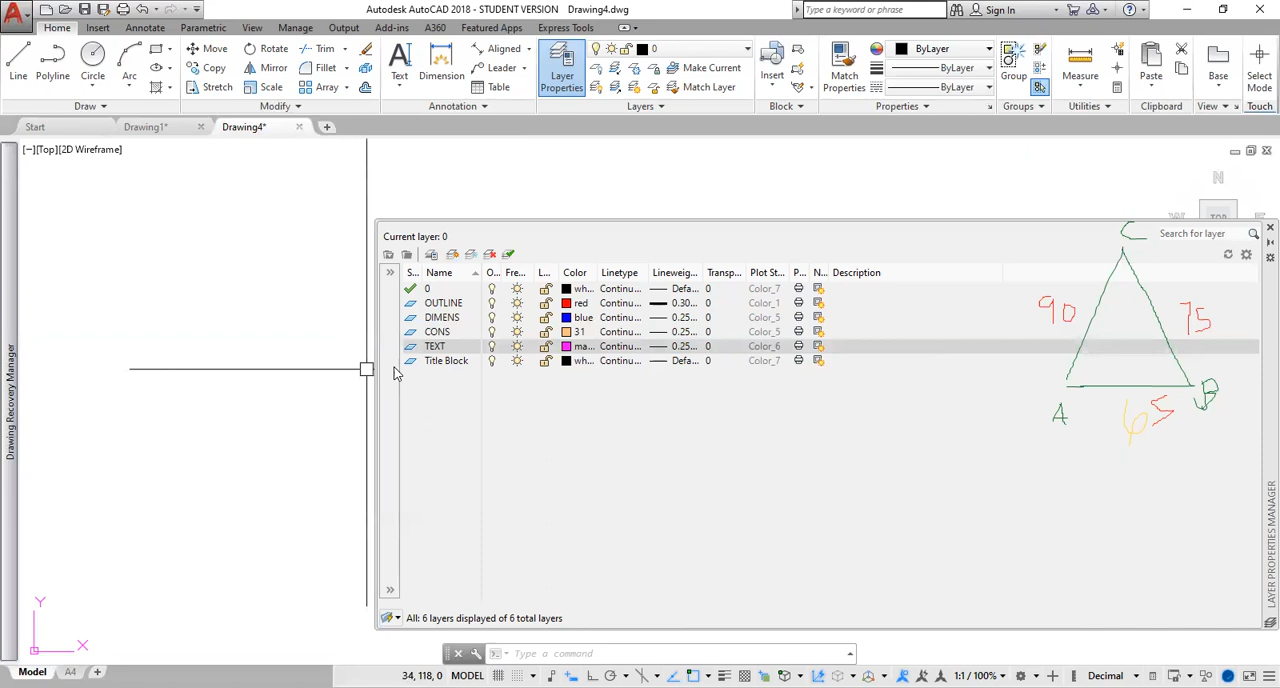 Autodesk AutoCAD 2018 - STUDENT VERSION Drawing4.dwg
Type a keyword or phrase
Sign In
Home Insert Annotate Parametric View Manage Output Add-ins A360 Featured Apps Express Tools
Line Polyline Circle Arc
Move Rotate Trim
Copy Mirror Fillet
Stretch Scale Array
Text Dimension
Aligned
Leader
Table
Layer Properties
0
Make Current
Match Layer
Insert
Match Properties
ByLayer
ByLayer
ByLayer
Group
Measure
Paste
Base
Select Mode
Draw Modify Annotation Layers Block Properties Groups Utilities Clipboard View Touch
Start Drawing1* Drawing4*
[−][Top][2D Wireframe]
N
W TOP E
Drawing Recovery Manager
Current layer: 0
Search for layer
S... Name O. Fre... L... Color Linetype Lineweig... Transp... Plot St... P... N... Description
0 wh... Continu... Defa... 0 Color_7
OUTLINE red Continu... 0.30... 0 Color_1
DIMENS blue Continu... 0.25... 0 Color_5
CONS 31 Continu... 0.25... 0 Color_5
TEXT ma... Continu... 0.25... 0 Color_6
Title Block wh... Continu... Defa... 0 Color_7
C
90 75
A 65 B
All: 6 layers displayed of 6 total layers
LAYER PROPERTIES MANAGER
Y
X
Type a command
Model A4
34, 118, 0 MODEL 1:1 / 100% Decimal